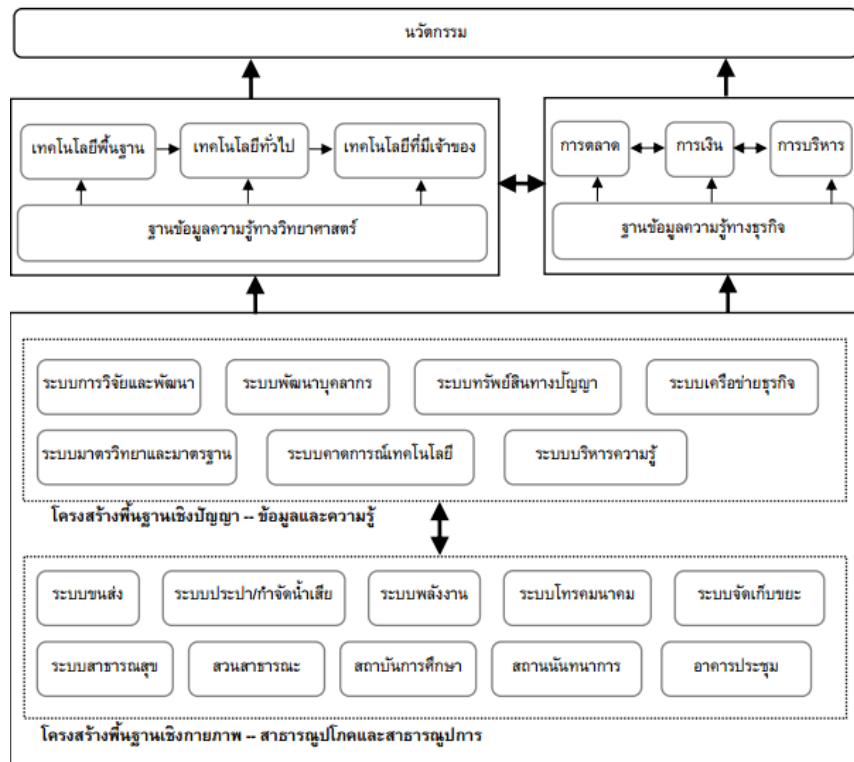 นวัตกรรม
เทคโนโลยีพื้นฐาน
เทคโนโลยีทั่วไป
เทคโนโลยีที่มีเจ้าของ
ฐานข้อมูลความรู้ทางวิทยาศาสตร์
การตลาด
การเงิน
การบริหาร
ฐานข้อมูลความรู้ทางธุรกิจ
ระบบการวิจัยและพัฒนา
ระบบพัฒนาบุคลากร
ระบบทรัพย์สินทางปัญญา
ระบบเครือข่ายธุรกิจ
ระบบมาตรวิทยาและมาตรฐาน
ระบบคาดการณ์เทคโนโลยี
ระบบบริหารความรู้
โครงสร้างพื้นฐานเชิงปัญญา -- ข้อมูลและความรู้
ระบบขนส่ง
ระบบประปา/กำจัดน้ำเสีย
ระบบพลังงาน
ระบบโทรคมนาคม
ระบบจัดเก็บขยะ
ระบบสาธารณสุข
สวนสาธารณะ
สถาบันการศึกษา
สถานนันทนาการ
อาคารประชุม
โครงสร้างพื้นฐานเชิงกายภาพ -- สาธารณูปโภคและสาธารณูปการ